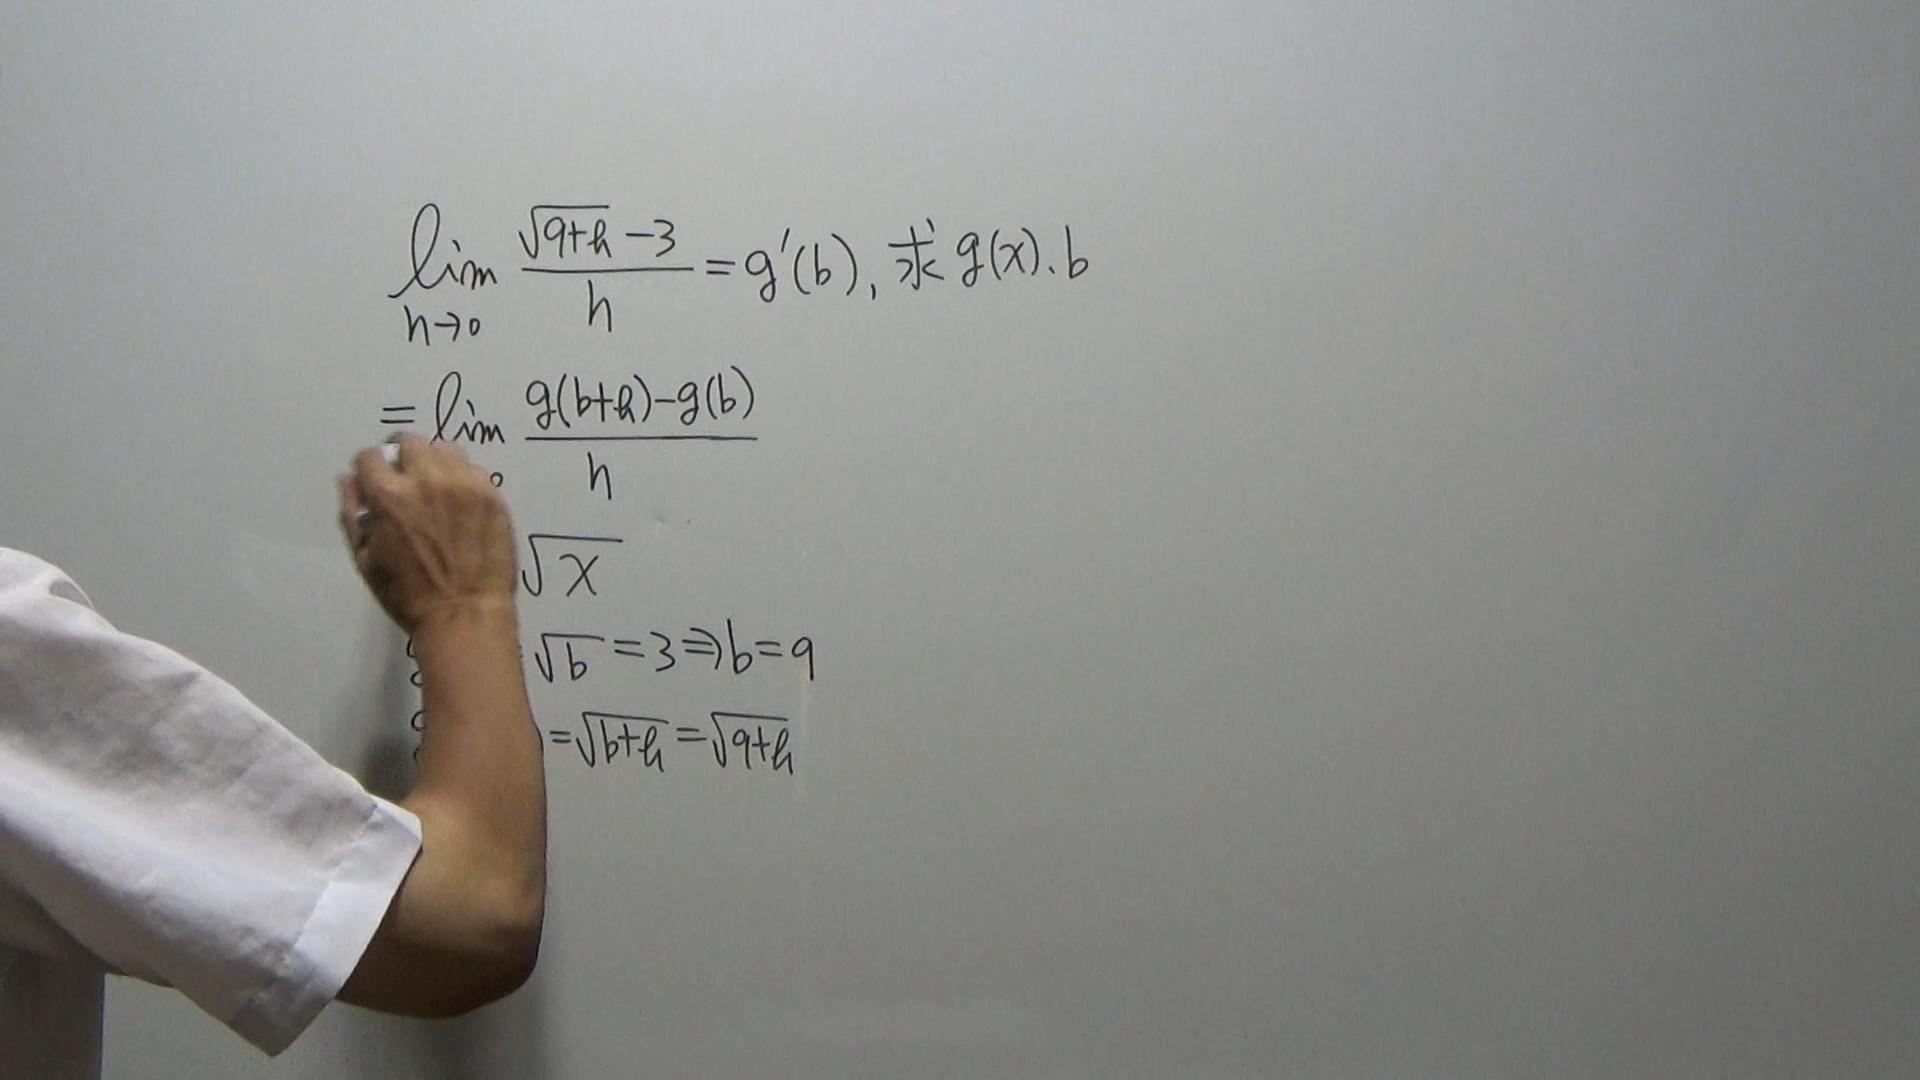 lim h→0 (√(9+h) -3)/h = g'(b), 求 g(x).b
= lim (g(b+h)-g(b))/h
√x
√b = 3 ⇒ b = 9
= √(b+h) = √(9+h)